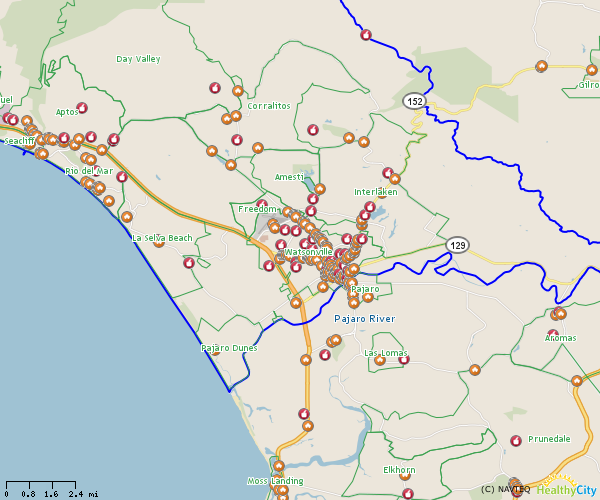 Day Valley
152
Gilro
Corralitos
uel
Aptos
Seacliff
Rio del Mar
Amesti
Interlaken
Freedom
La Selva Beach
Watsonville
129
Pajaro
Pajaro River
Pajaro Dunes
Las Lomas
Aromas
Prunedale
Elkhorn
Moss Landing
0 0.8 1.6 2.4 mi
(C) NAVTEQ
HealthyCity